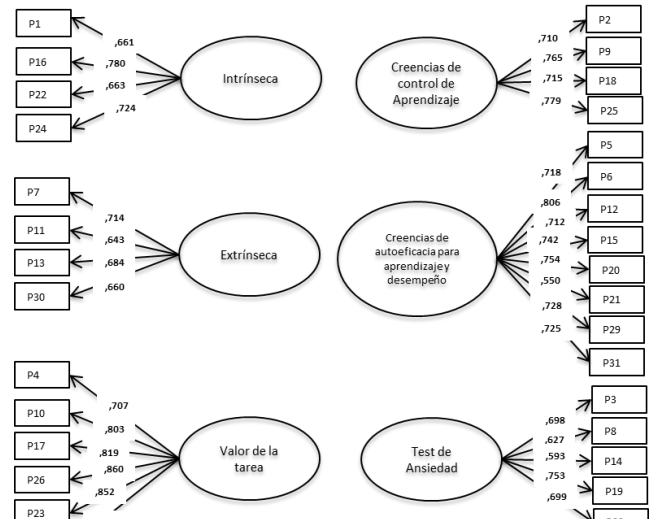 P1
P16
P22
P24
,661
,780
,663
,724
Intrínseca
Creencias de
control de
Aprendizaje
,710
,765
,715
,779
P2
P9
P18
P25
P7
P11
P13
P30
,714
,643
,684
,660
Extrínseca
Creencias de
autoeficacia para
aprendizaje y
desempeño
,718
,806
,712
,742
,754
,550
,728
,725
P5
P6
P12
P15
P20
P21
P29
P31
P4
P10
P17
P26
P23
,707
,803
,819
,860
,852
Valor de la
tarea
Test de
Ansiedad
,698
,627
,593
,753
,699
P3
P8
P14
P19